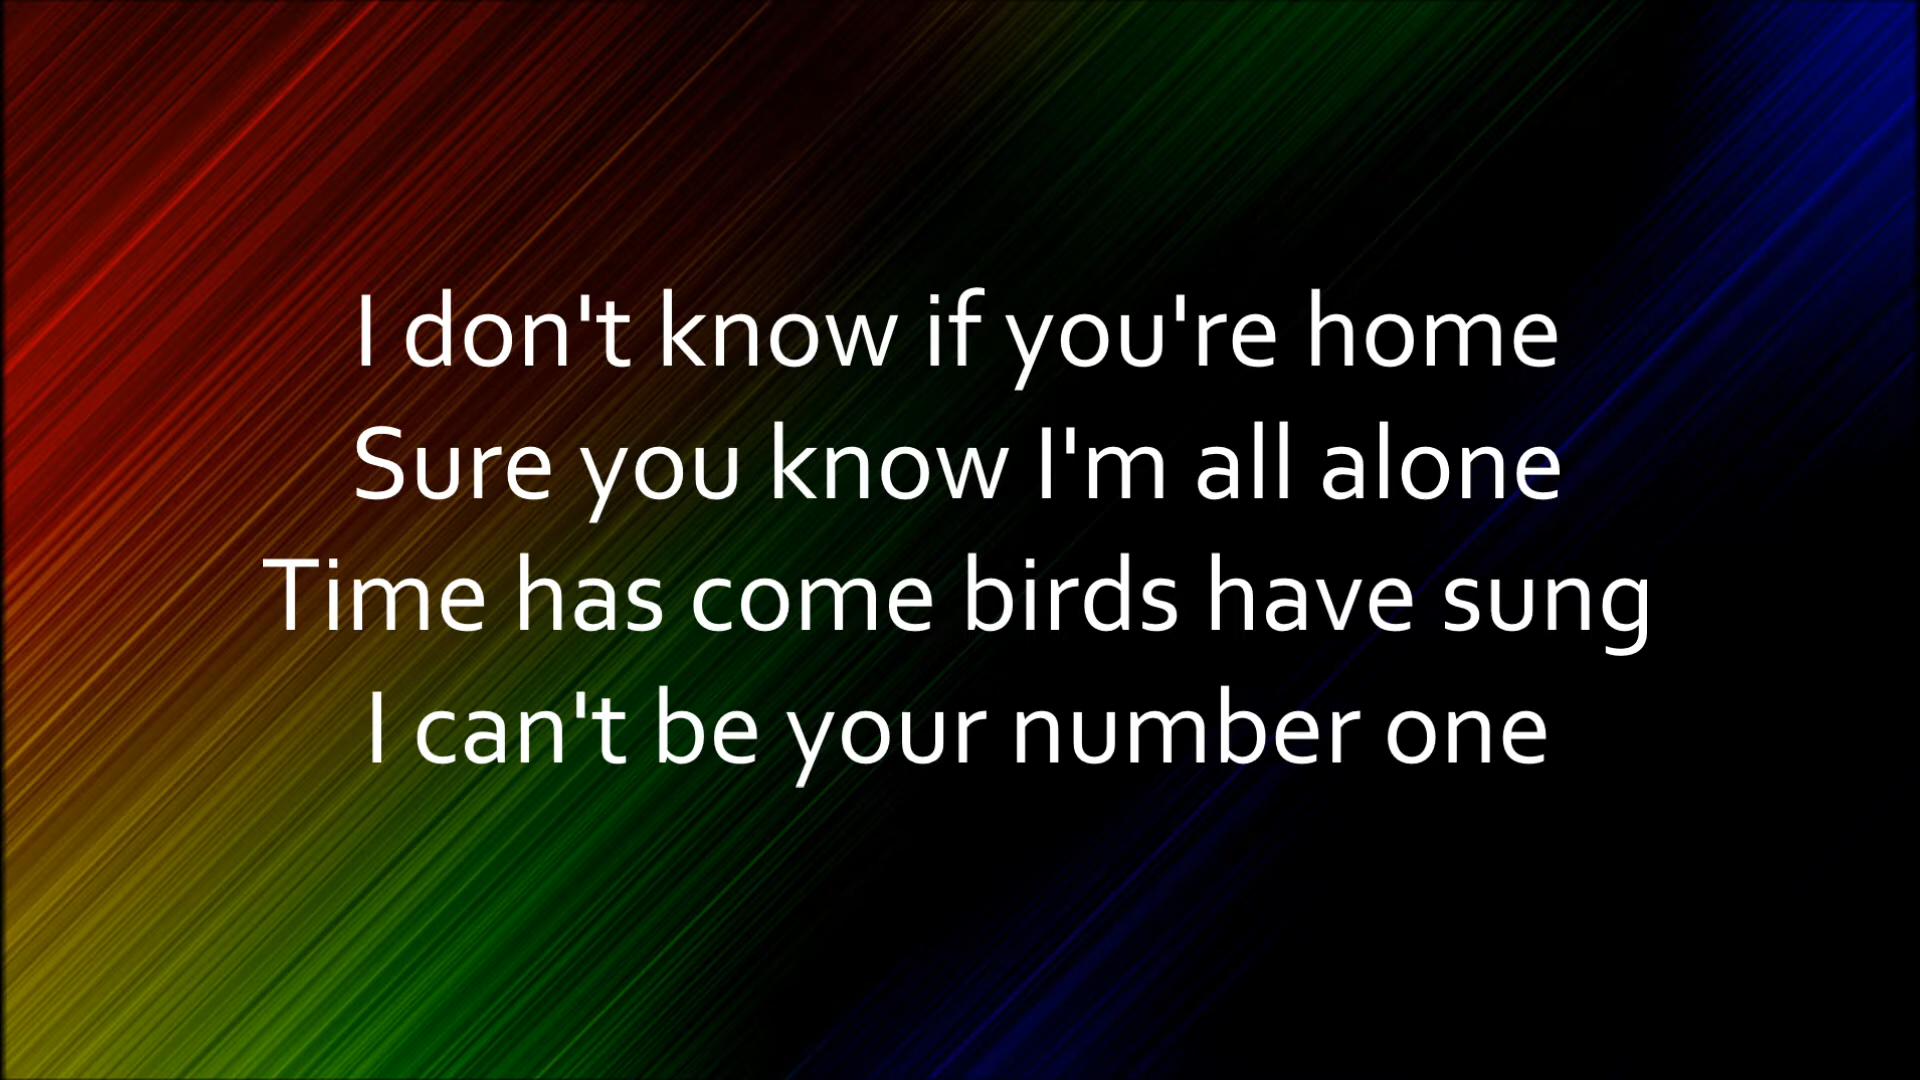 I don't know if you're home
Sure you know I'm all alone
Time has come birds have sung
I can't be your number one